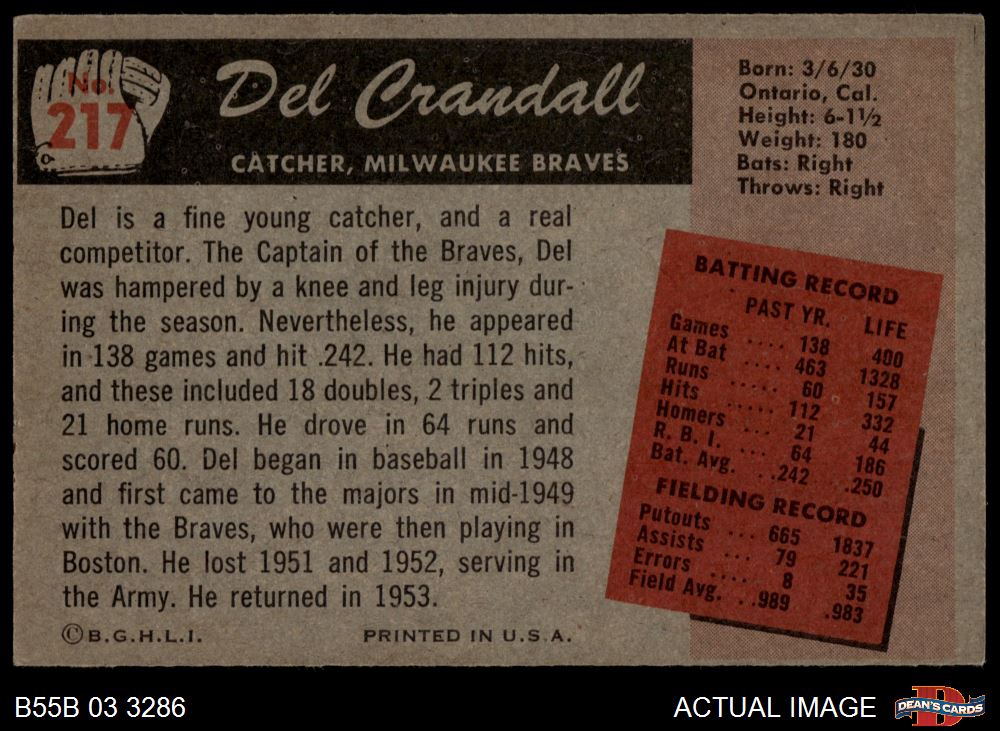 No.
217
Del Crandall
CATCHER, MILWAUKEE BRAVES
Born: 3/6/30
Ontario, Cal.
Height: 6-1½
Weight: 180
Bats: Right
Throws: Right
Del is a fine young catcher, and a real
competitor. The Captain of the Braves, Del
was hampered by a knee and leg injury dur-
ing the season. Nevertheless, he appeared
in 138 games and hit .242. He had 112 hits,
and these included 18 doubles, 2 triples and
21 home runs. He drove in 64 runs and
scored 60. Del began in baseball in 1948
and first came to the majors in mid-1949
with the Braves, who were then playing in
Boston. He lost 1951 and 1952, serving in
the Army. He returned in 1953.
©B.G.H.L.I. PRINTED IN U.S.A.
BATTING RECORD
PAST YR. LIFE
Games .... 138 400
At Bat .... 463 1328
Runs ..... 60 157
Hits ..... 112 332
Homers ... 21 44
R. B. I. .... 64 186
Bat. Avg. ...242 .250
FIELDING RECORD
Putouts ... 665 1837
Assists ... 79 221
Errors .... 8 35
Field Avg. ..989 .983
B55B 03 3286
ACTUAL IMAGE
DEAN'S CARDS